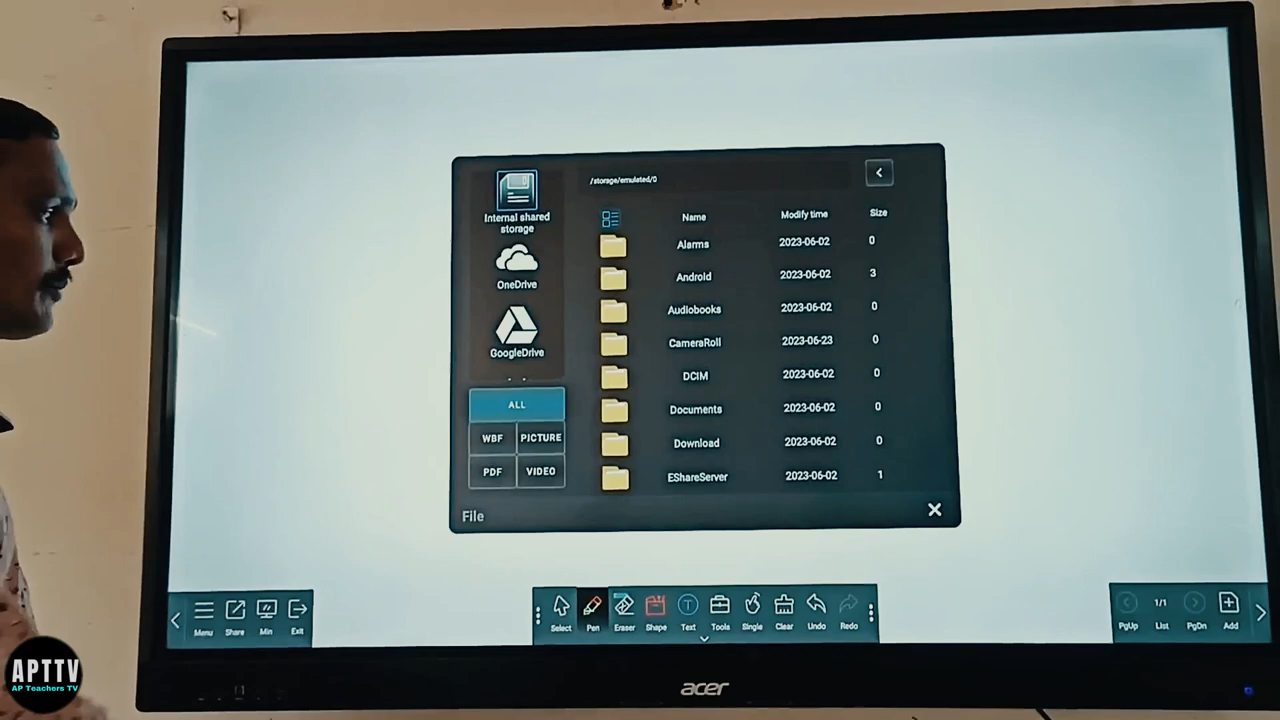 /storage/emulated/0
Internal shared
storage
OneDrive
GoogleDrive
ALL
WBF PICTURE
PDF VIDEO
Name Modify time Size
Alarms 2023-06-02 0
Android 2023-06-02 3
Audiobooks 2023-06-02 0
CameraRoll 2023-06-23 0
DCIM 2023-06-02 0
Documents 2023-06-02 0
Download 2023-06-02 0
EShareServer 2023-06-02 1
File
Menu Share Min Exit
Select Pen Eraser Shape Text Tools Single Clear Undo Redo
1/1
PgUp List PgDn Add
acer
APTTV
AP Teachers TV